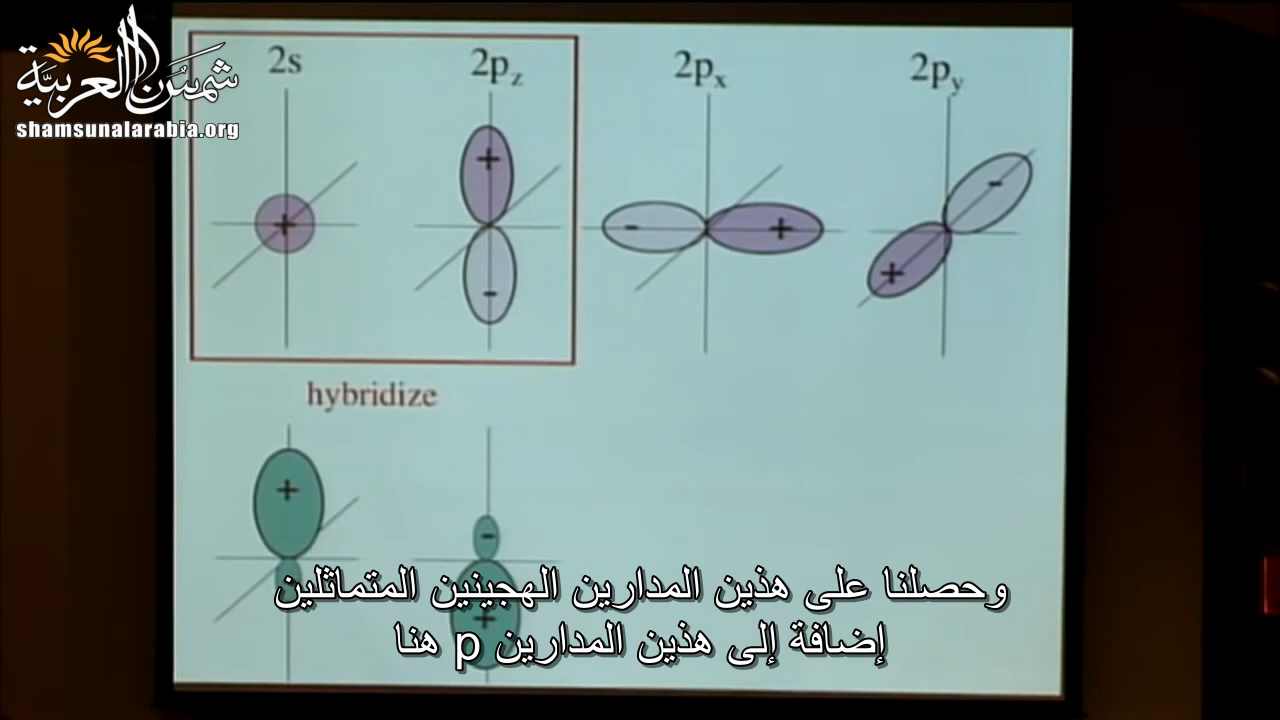 شمس العربية
shamsunalarabia.org
2s 2pz 2px 2py
+ + - - + - +
hybridize
+ - +
وحصلنا على هذين المدارين الهجينين المتماثلين
إضافة إلى هذين المدارين p هنا